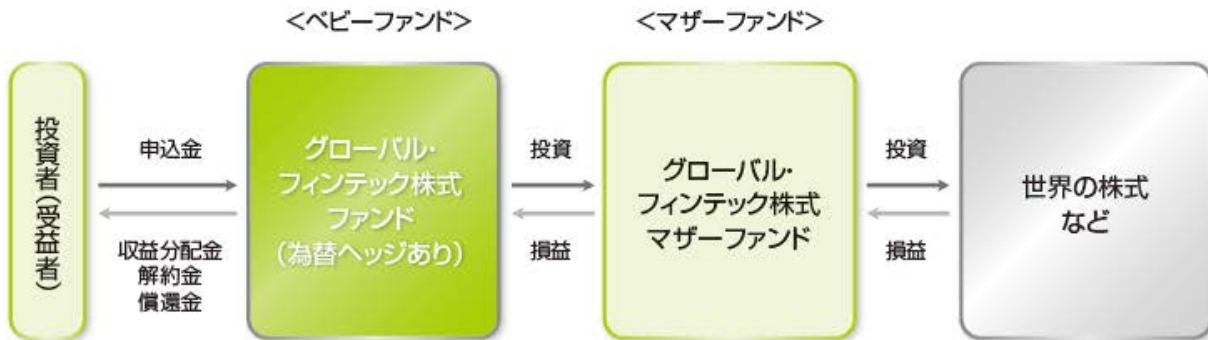 <ベビーファンド>
<マザーファンド>
投資者(受益者)
申込金
収益分配金
解約金
償還金
グローバル・
フィンテック株式
ファンド
(為替ヘッジあり)
投資
損益
グローバル・
フィンテック株式
マザーファンド
投資
損益
世界の株式
など